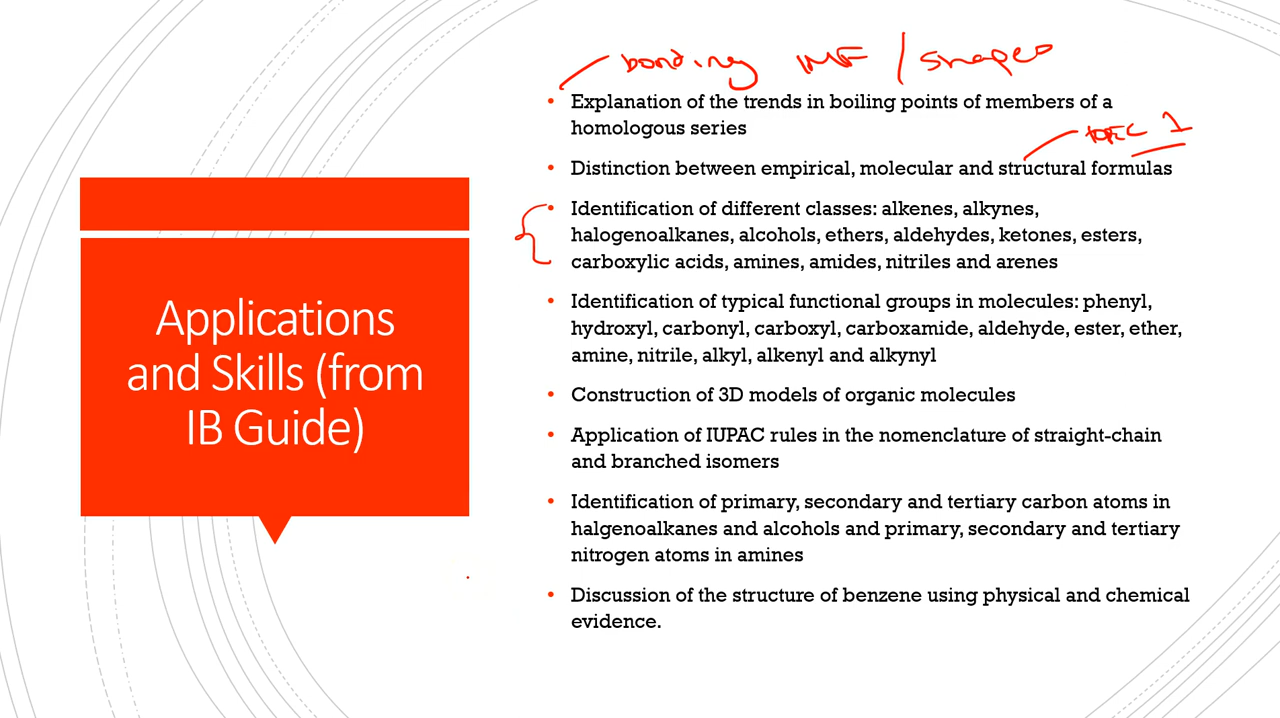 bonding IMF / shapes
Explanation of the trends in boiling points of members of a
homologous series
topic 1
Distinction between empirical, molecular and structural formulas
Identification of different classes: alkenes, alkynes,
halogenoalkanes, alcohols, ethers, aldehydes, ketones, esters,
carboxylic acids, amines, amides, nitriles and arenes
Applications
and Skills (from
IB Guide)
Identification of typical functional groups in molecules: phenyl,
hydroxyl, carbonyl, carboxyl, carboxamide, aldehyde, ester, ether,
amine, nitrile, alkyl, alkenyl and alkynyl
Construction of 3D models of organic molecules
Application of IUPAC rules in the nomenclature of straight-chain
and branched isomers
Identification of primary, secondary and tertiary carbon atoms in
halgenoalkanes and alcohols and primary, secondary and tertiary
nitrogen atoms in amines
Discussion of the structure of benzene using physical and chemical
evidence.